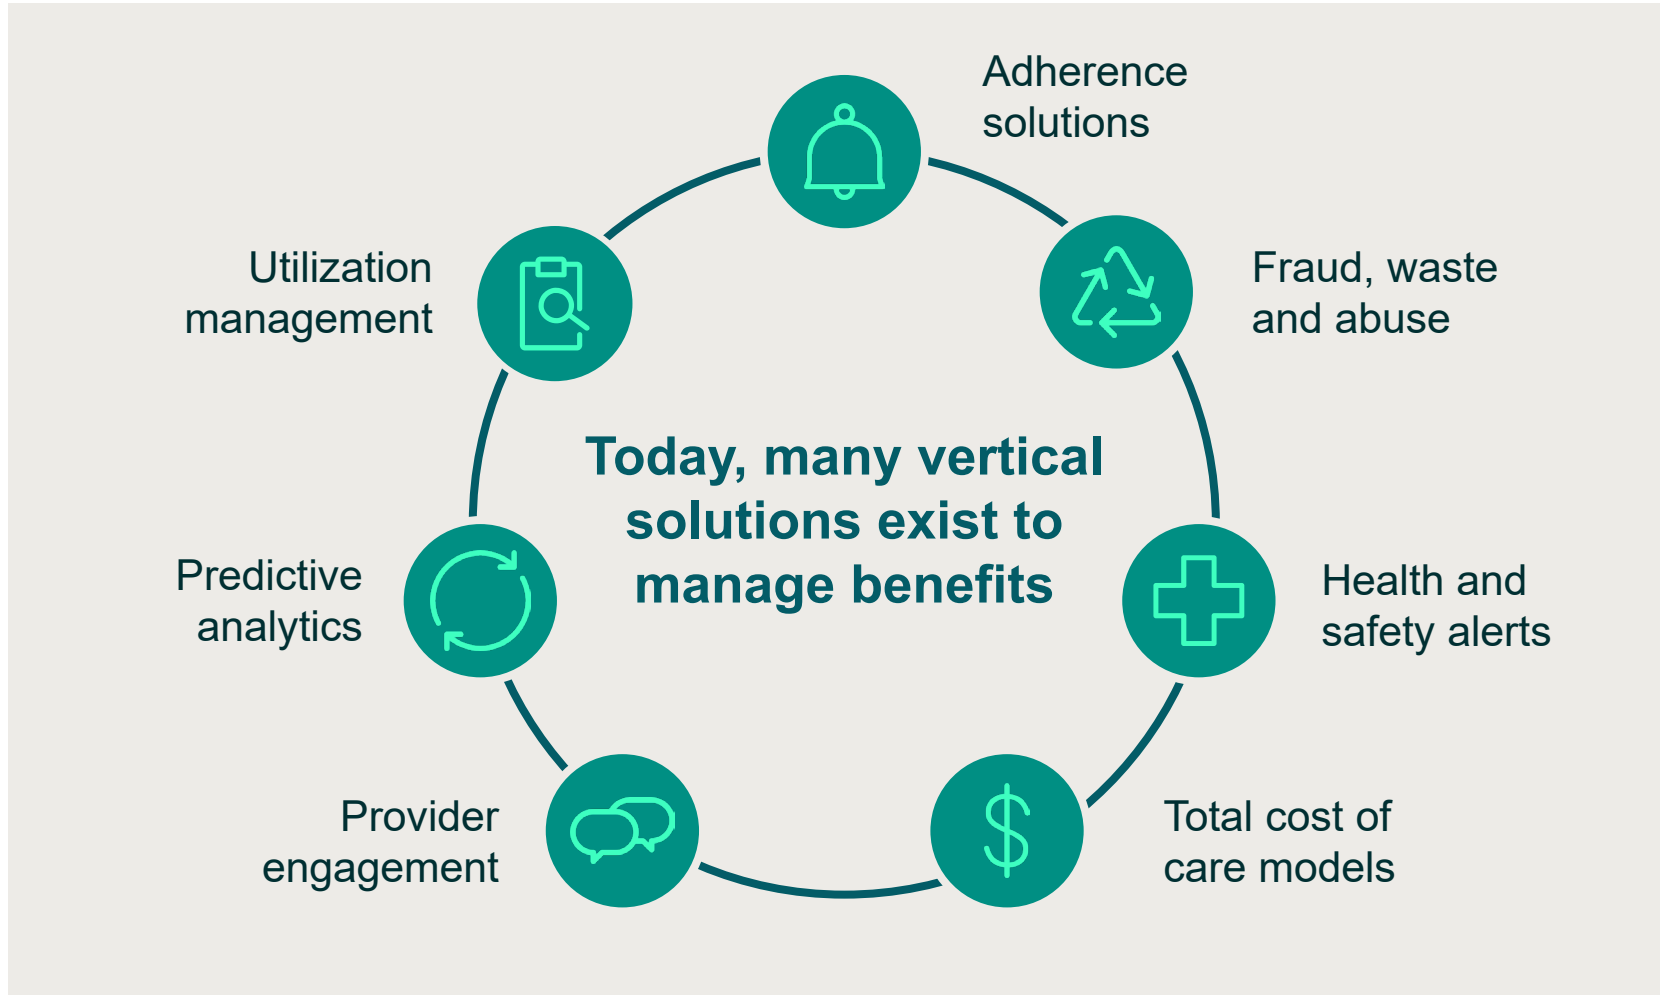 Adherence
solutions
Fraud, waste
and abuse
Health and
safety alerts
Total cost of
care models
Provider
engagement
Predictive
analytics
Utilization
management
Today, many vertical
solutions exist to
manage benefits